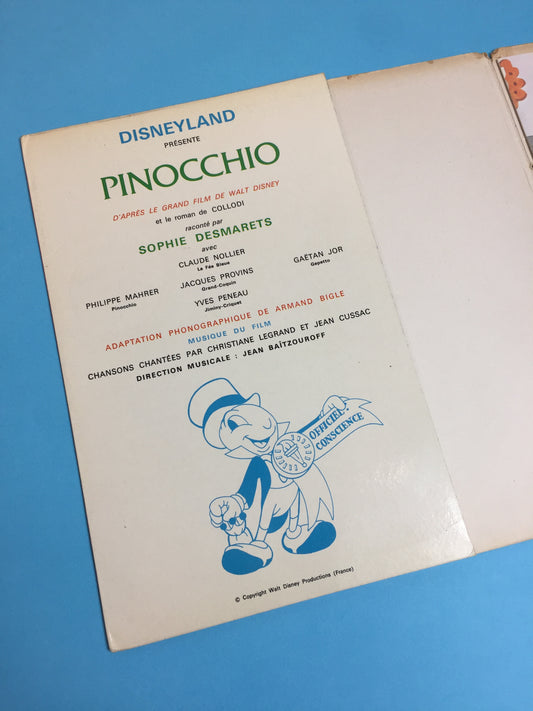 DISNEYLAND
PRÉSENTE
PINOCCHIO
D'APRÈS LE GRAND FILM DE WALT DISNEY
et le roman de COLLODI
raconté par
SOPHIE DESMARETS
avec
CLAUDE NOLLIER
La Fée Bleue
PHILIPPE MAHRER
Pinocchio
JACQUES PROVINS
Grand-Coquin
GAËTAN JOR
Gepetto
YVES PENEAU
Jiminy-Criquet
ADAPTATION PHONOGRAPHIQUE DE ARMAND BIGLE
MUSIQUE DU FILM
CHANSONS CHANTÉES PAR CHRISTIANE LEGRAND ET JEAN CUSSAC
DIRECTION MUSICALE : JEAN BAÏTZOUROFF
OFFICIEL!
CONSCIENCE
© Copyright Walt Disney Productions (France)